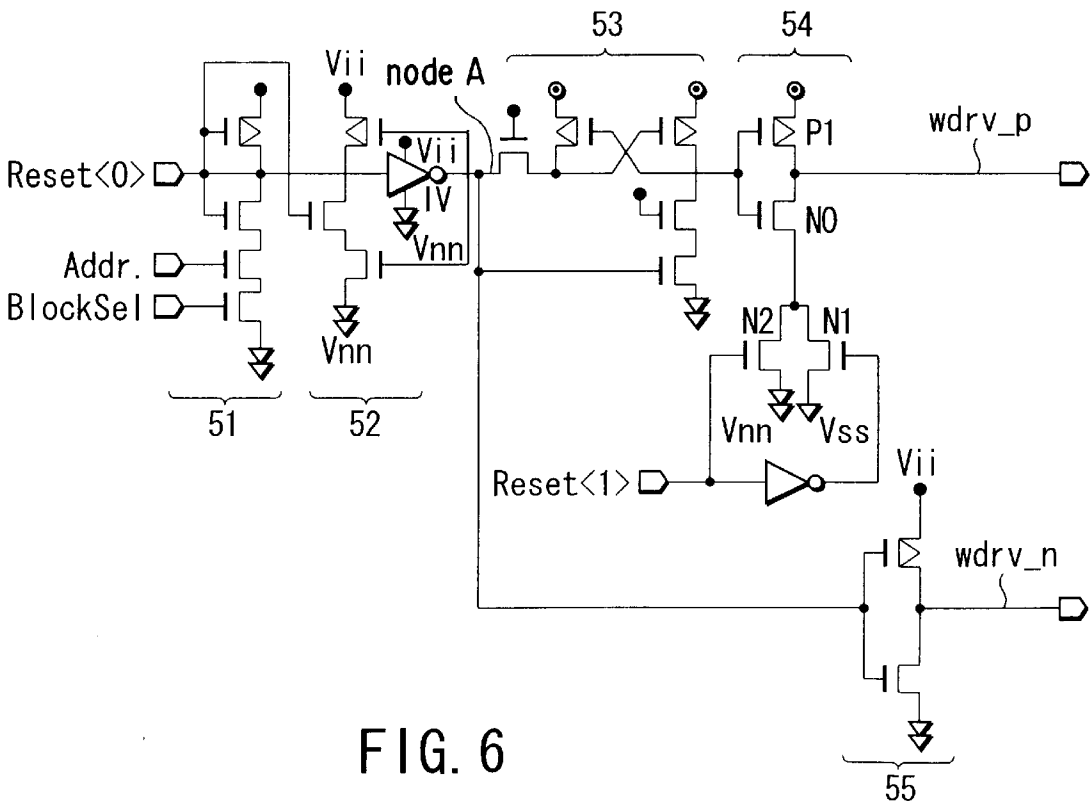 53
54
Vii
node A
P1
wdrv_p
Reset<0>
Vii
IV
Vnn
N0
Addr.
BlockSel
Vnn
N2
N1
51
52
Vnn
Vss
Reset<1>
Vii
wdrv_n
FIG. 6
55